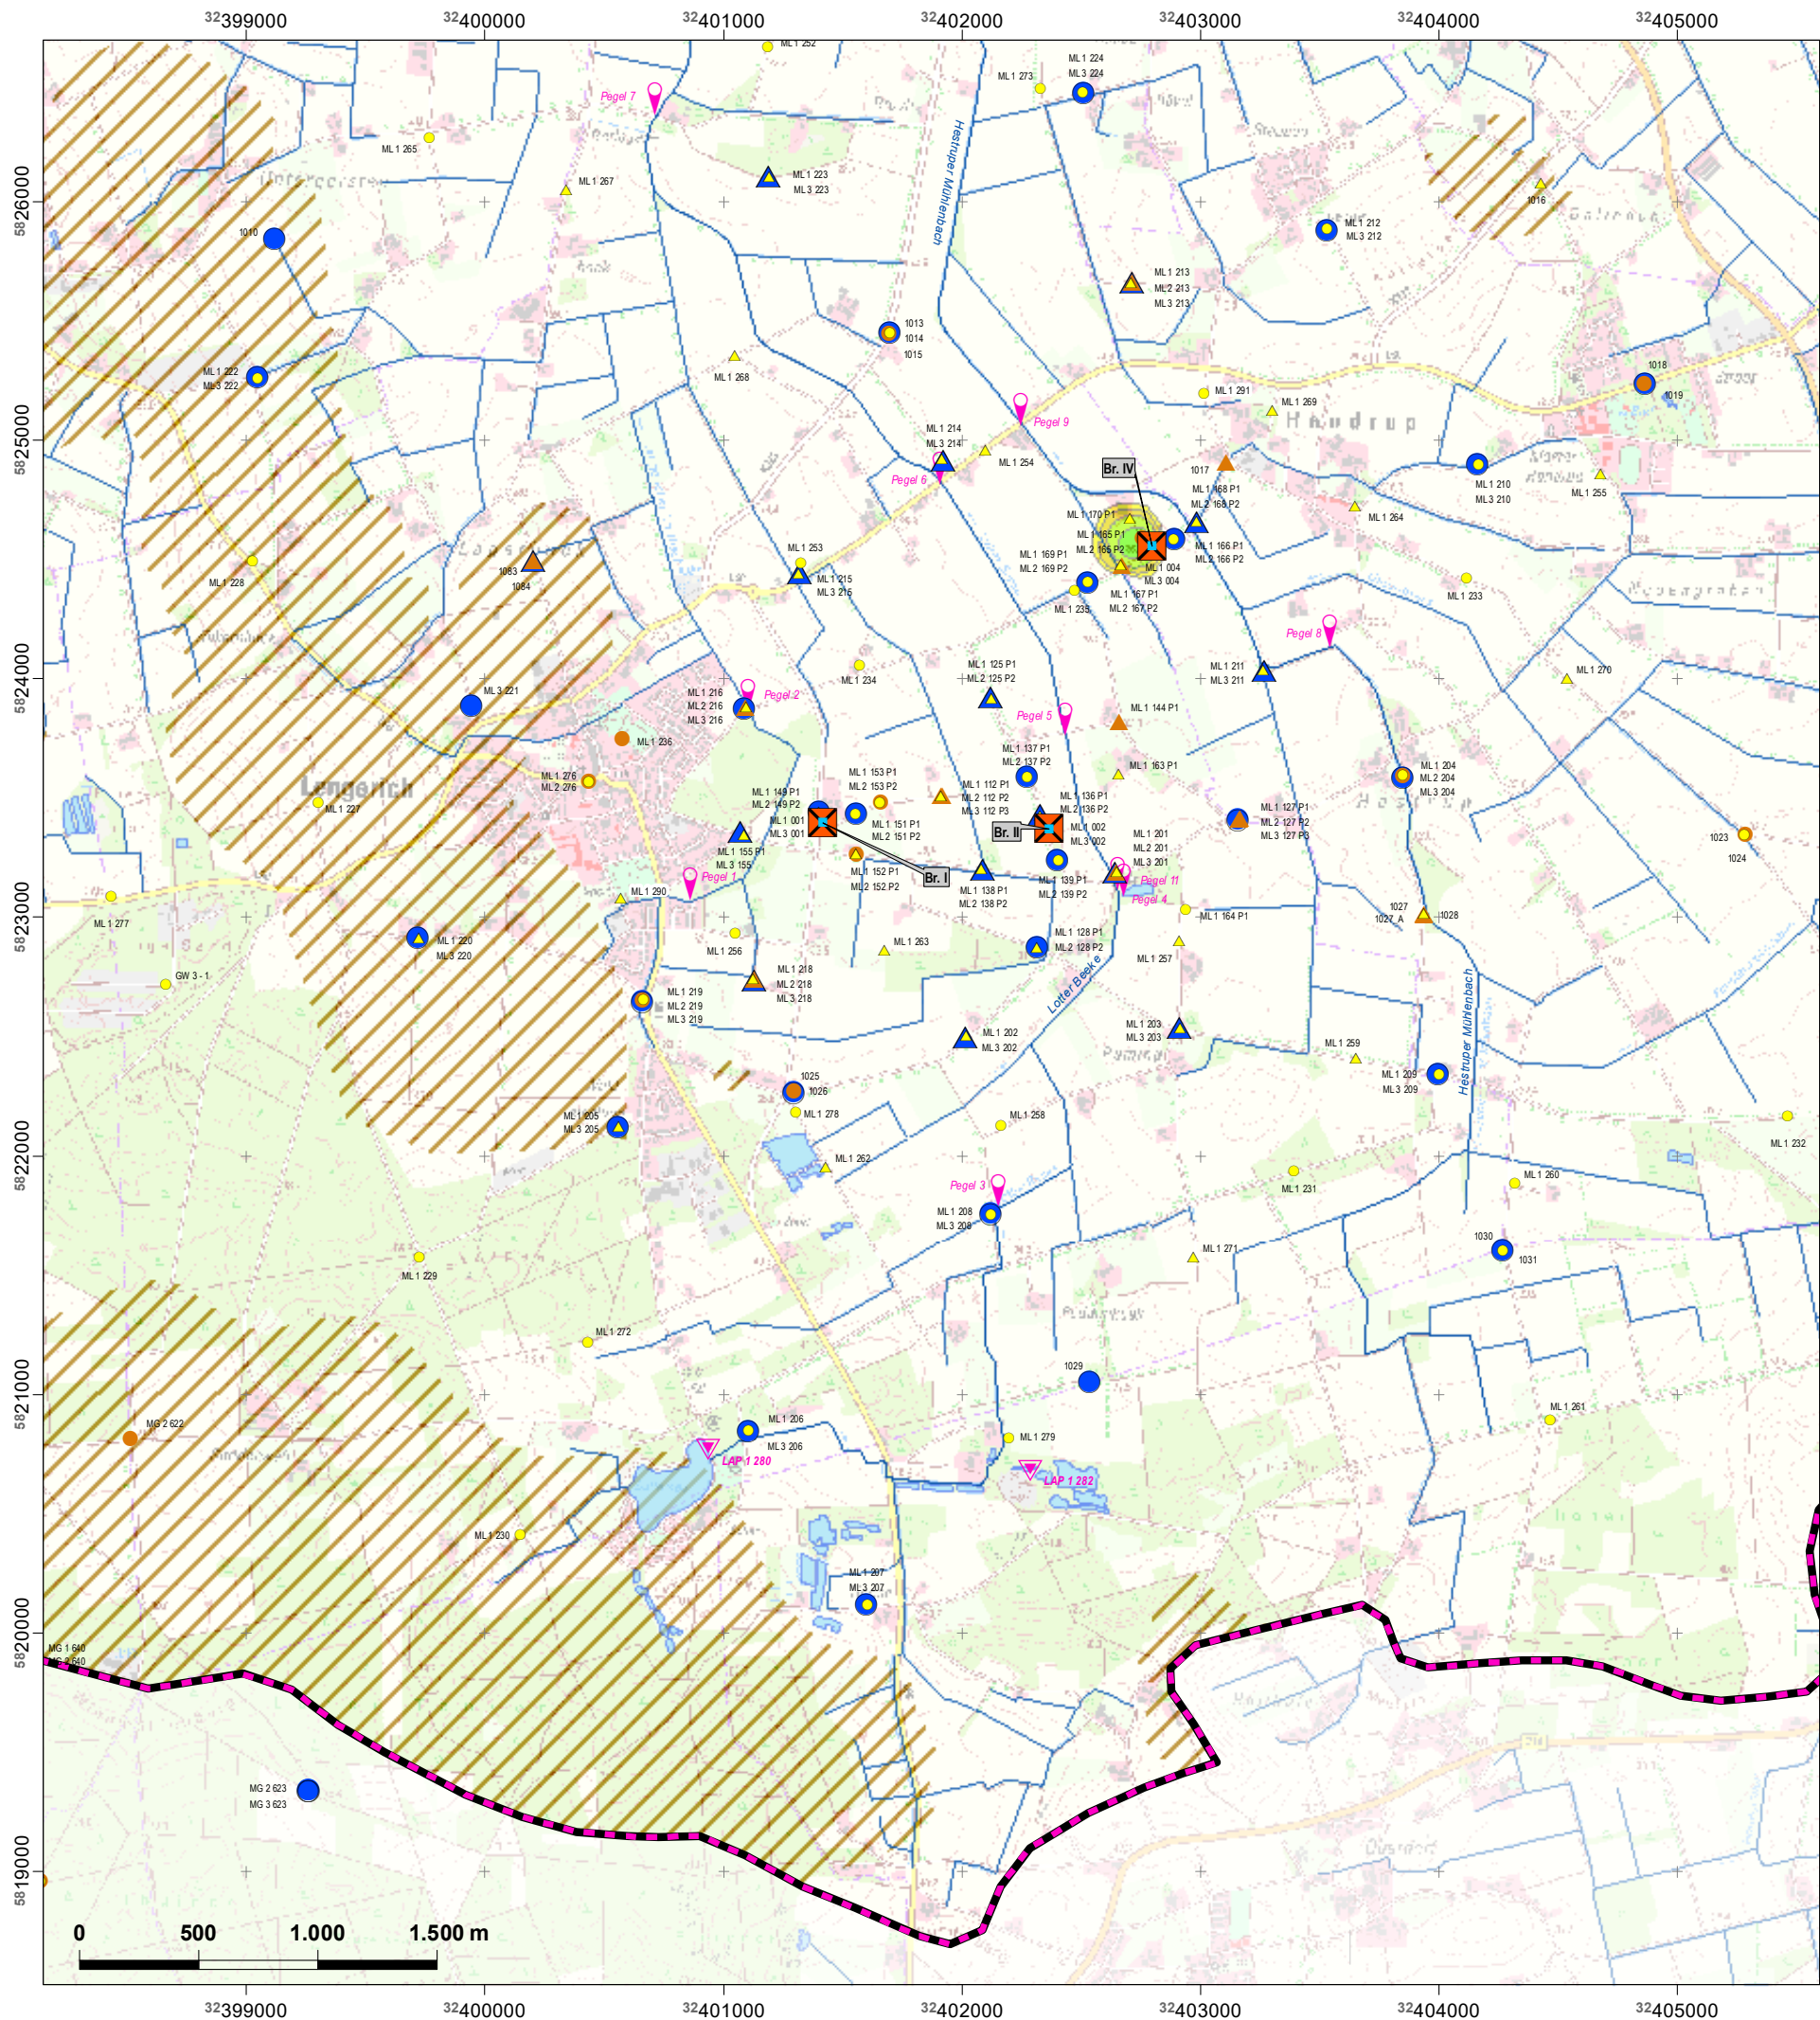 32399000 32400000 32401000 32402000 32403000 32404000 32405000
5826000
5825000
5824000
5823000
5822000
5821000
5820000
5819000
ML 1 252
ML 1 273
ML 1 224
ML 3 224
Pegel 7
ML 1 265
ML 1 267
ML 1 223
ML 3 223
Hestruper Mühlenbach
1016
1010
ML 1 212
ML 3 212
ML 1 213
ML 2 213
ML 3 213
1013
1014
1015
ML 1 222
ML 3 222
ML 1 268
1018
1019
ML 1 291
ML 1 269
Handrup
Pegel 9
ML 1 214
ML 3 214
ML 1 254
Pegel 6
Br. IV
1017
ML 1 210
ML 3 210
ML 1 255
ML 1 168 P1
ML 2 168 P2
ML 1 264
ML 1 170 P1
ML 1 165 P1
ML 2 165 P2
ML 1 166 P1
ML 2 166 P2
ML 1 169 P1
ML 2 169 P2
ML 1 004
ML 3 004
ML 1 167 P1
ML 2 167 P2
ML 1 235
ML 1 233
ML 1 228
1083
1084
ML 1 253
ML 1 215
ML 3 215
Pegel 8
ML 1 234
ML 1 125 P1
ML 2 125 P2
ML 1 211
ML 3 211
ML 1 270
ML 3 221
ML 1 216
ML 2 216
ML 3 216
Pegel 2
Pegel 5
ML 1 144 P1
ML 1 236
ML 1 137 P1
ML 2 137 P2
ML 1 163 P1
ML 1 204
ML 2 204
ML 3 204
Lengerich
ML 1 227
ML 1 276
ML 2 276
ML 1 149 P1
ML 2 149 P2
ML 1 001
ML 3 001
ML 1 153 P1
ML 2 153 P2
ML 1 112 P1
ML 2 112 P2
ML 3 112 P3
ML 1 136 P1
ML 2 136 P2
ML 1 151 P1
ML 2 151 P2
Br. II
ML 1 002
ML 3 002
ML 1 127 P1
ML 2 127 P2
ML 3 127 P3
1023
1024
ML 1 155 P1
ML 3 155
ML 1 152 P1
ML 2 152 P2
Br. I
ML 1 138 P1
ML 2 138 P2
ML 1 139 P1
ML 2 139 P2
ML 1 201
ML 2 201
ML 3 201
Pegel 11
Pegel 4
Pegel 1
ML 1 290
ML 1 277
1027
1027_A
1028
ML 1 164 P1
ML 1 220
ML 3 220
ML 1 256
ML 1 263
ML 1 128 P1
ML 2 128 P2
ML 1 257
GW 3 - 1
ML 1 218
ML 2 218
ML 3 218
Lotter Beeke
ML 1 219
ML 2 219
ML 3 219
ML 1 202
ML 3 202
ML 1 203
ML 3 203
ML 1 259
Hestruper Mühlenbach
ML 1 209
ML 3 209
1025
1026
ML 1 278
ML 1 258
ML 1 205
ML 3 205
ML 1 232
ML 1 262
ML 1 231
ML 1 260
Pegel 3
ML 1 208
ML 3 208
ML 1 229
ML 1 271
1030
1031
ML 1 272
1029
MG 2 622
ML 1 206
ML 3 206
ML 1 279
ML 1 261
LAP 1 280
LAP 1 282
ML 1 230
ML 1 207
ML 3 207
MG 1 640
MG 2 640
MG 2 623
MG 3 623
0 500 1.000 1.500 m
32399000 32400000 32401000 32402000 32403000 32404000 32405000